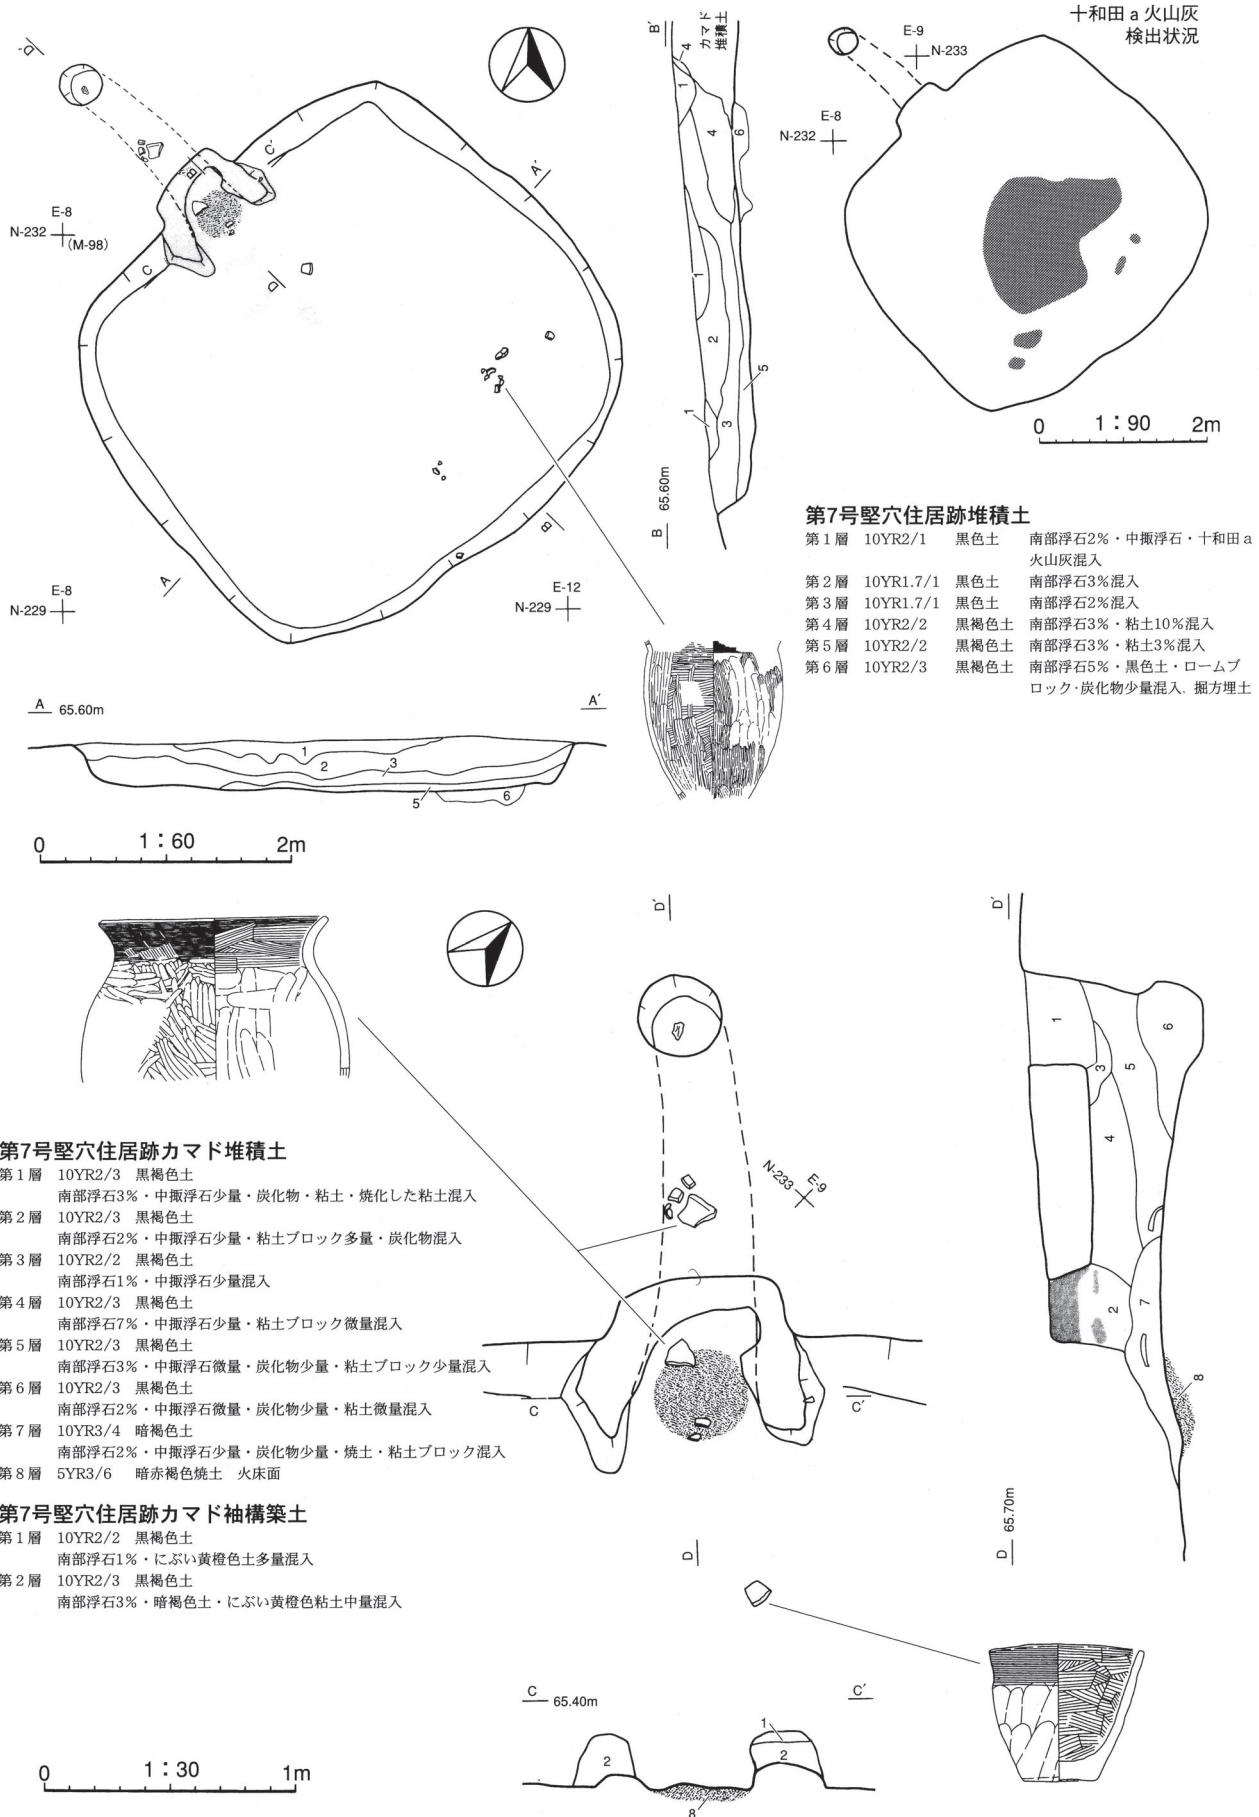 D'
C'
B'
A'
E-8
N-232
(M-98)
C
D
B
A
E-8
N-229
E-12
N-229
A 65.60m A'
1
2
3
5
6
0 1:60 2m
B'
カマド
堆積土
4
1
4
6
1
2
5
1
3
B 65.60m
十和田 a 火山灰
検出状況
E-9
N-233
E-8
N-232
0 1:90 2m
第7号竪穴住居跡堆積土
第1層 10YR2/1 黒色土 南部浮石2%・中掫浮石・十和田 a
火山灰混入
第2層 10YR1.7/1 黒色土 南部浮石3%混入
第3層 10YR1.7/1 黒色土 南部浮石2%混入
第4層 10YR2/2 黒褐色土 南部浮石3%・粘土10%混入
第5層 10YR2/2 黒褐色土 南部浮石3%・粘土3%混入
第6層 10YR2/3 黒褐色土 南部浮石5%・黒色土・ロームブ
ロック・炭化物少量混入、掘方埋土
第7号竪穴住居跡カマド堆積土
第1層 10YR2/3 黒褐色土
南部浮石3%・中掫浮石少量・炭化物・粘土・焼化した粘土混入
第2層 10YR2/3 黒褐色土
南部浮石2%・中掫浮石少量・粘土ブロック多量・炭化物混入
第3層 10YR2/2 黒褐色土
南部浮石1%・中掫浮石少量混入
第4層 10YR2/3 黒褐色土
南部浮石7%・中掫浮石少量・粘土ブロック微量混入
第5層 10YR2/3 黒褐色土
南部浮石3%・中掫浮石微量・炭化物少量・粘土ブロック少量混入
第6層 10YR2/3 黒褐色土
南部浮石2%・中掫浮石微量・炭化物少量・粘土微量混入
第7層 10YR3/4 暗褐色土
南部浮石2%・中掫浮石少量・炭化物少量・焼土・粘土ブロック混入
第8層 5YR3/6 暗赤褐色焼土 火床面
第7号竪穴住居跡カマド袖構築土
第1層 10YR2/2 黒褐色土
南部浮石1%・にぶい黄橙色土多量混入
第2層 10YR2/3 黒褐色土
南部浮石3%・暗褐色土・にぶい黄橙色粘土中量混入
0 1:30 1m
D'
N-233
E-9
C
C'
D
D'
1
3
5
6
4
2
7
8
D 65.70m
C 65.40m C'
1
2
2
8